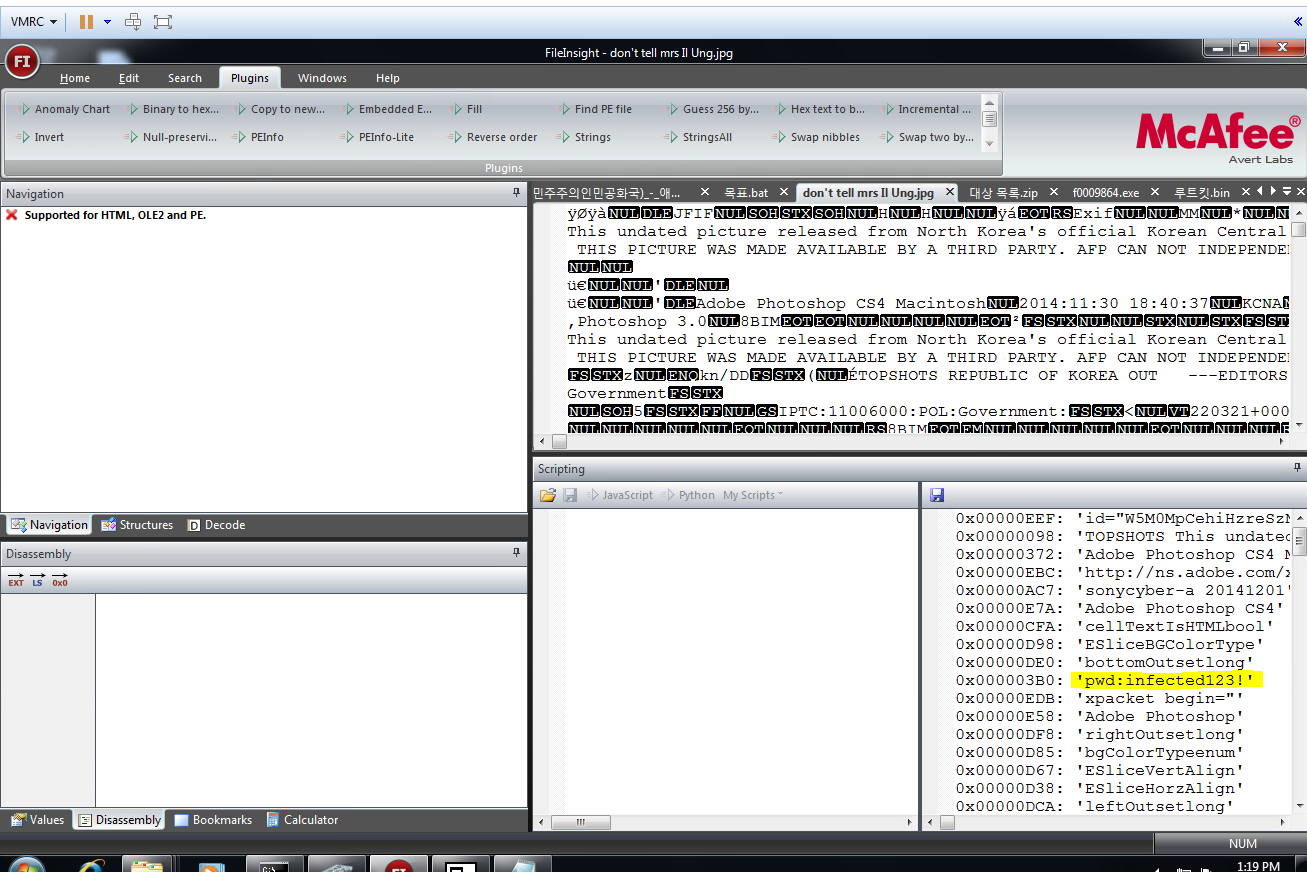 VMRC
FileInsight - don't tell mrs Il Ung.jpg
FI
Home Edit Search Plugins Windows Help
Anomaly Chart Binary to hex... Copy to new... Embedded E... Fill Find PE file Guess 256 by... Hex text to b... Incremental ...
Invert Null-preservi... PEInfo PEInfo-Lite Reverse order Strings StringsAll Swap nibbles Swap two by...
Plugins
McAfee®
Avert Labs
Navigation
Supported for HTML, OLE2 and PE.
민주주의인민공화국)_-_애... 목표.bat don't tell mrs Il Ung.jpg 대상 목록.zip f0009864.exe 루트킷.bin
ÿØÿàNULDLEJFIFNULSOHSTXSOHNULHNULHNULNULÿáEOTRSExifNULNULMMNUL*NUL
This undated picture released from North Korea's official Korean Central
THIS PICTURE WAS MADE AVAILABLE BY A THIRD PARTY. AFP CAN NOT INDEPENDE
NULNUL
ü€NULNUL'DLENUL
ü€NULNUL'DLEAdobe Photoshop CS4 MacintoshNUL2014:11:30 18:40:37NULKCNA
,Photoshop 3.0NUL8BIMEOTEOTNULNULNULNULEOT²FSSTXNULNULSTXNULSTXFS
This undated picture released from North Korea's official Korean Central
THIS PICTURE WAS MADE AVAILABLE BY A THIRD PARTY. AFP CAN NOT INDEPENDE
FSSTXzNULENQkn/DDFSSTX(NULÉTOPSHOTS REPUBLIC OF KOREA OUT ---EDITORS
GovernmentFSSTX
NULSOH5FSSTXFFNULGSIPTC:11006000:POL:Government:FSSTX<NULVT220321+000
NULNULNULNULNULEOTNULNULNULRS8BIMEOTEMNULNULNULNULNULEOTNULNULNUL
Scripting
JavaScript Python My Scripts
0x00000EEF: 'id="W5M0MpCehiHzreSzN
0x00000098: 'TOPSHOTS This undated
0x00000372: 'Adobe Photoshop CS4 M
0x00000EBC: 'http://ns.adobe.com/x
0x00000AC7: 'sonycyber-a 20141201'
0x00000E7A: 'Adobe Photoshop CS4'
0x00000CFA: 'cellTextIsHTMLbool'
0x00000D98: 'ESliceBGColorType'
0x00000DE0: 'bottomOutsetlong'
0x000003B0: 'pwd:infected123!'
0x00000EDB: 'xpacket begin="'
0x00000E58: 'Adobe Photoshop'
0x00000DF8: 'rightOutsetlong'
0x00000D85: 'bgColorTypeenum'
0x00000D67: 'ESliceVertAlign'
0x00000D38: 'ESliceHorzAlign'
0x00000DCA: 'leftOutsetlong'
Navigation Structures Decode
Disassembly
EXT LS 0x0
Values Disassembly Bookmarks Calculator
NUM
1:19 PM